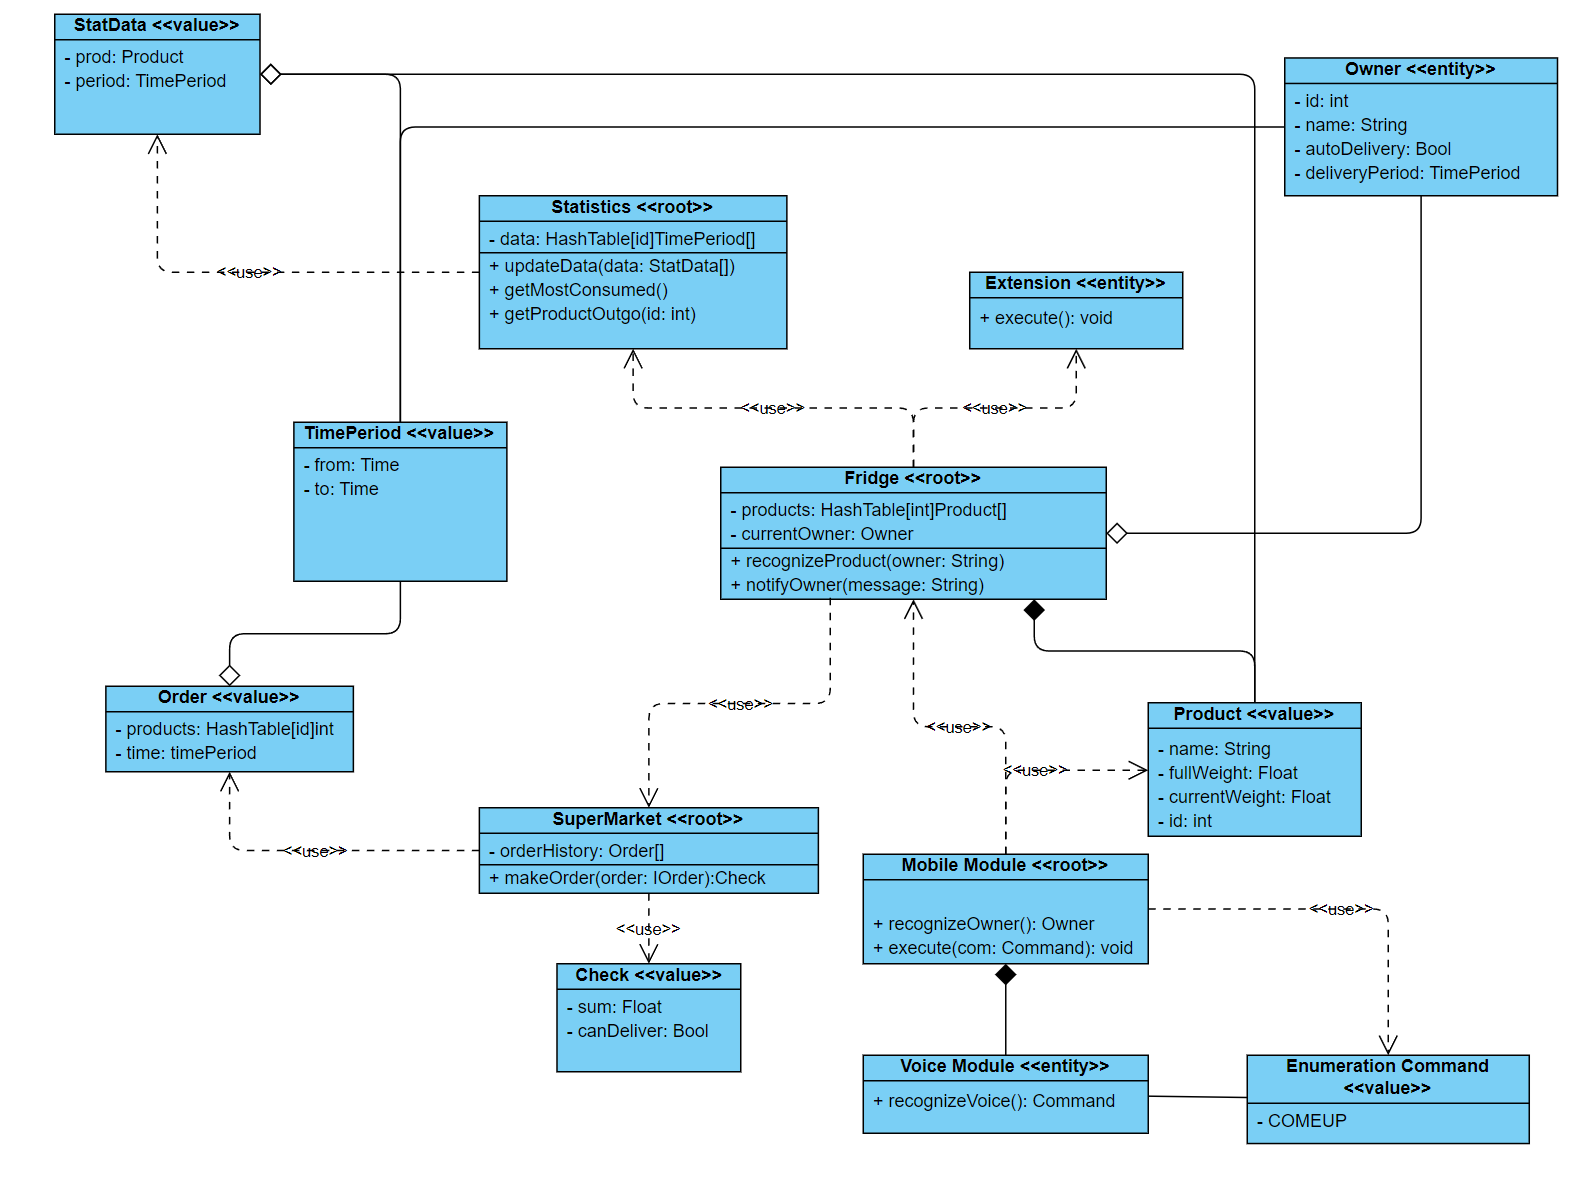 StatData <<value>>
- prod: Product
- period: TimePeriod
Owner <<entity>>
- id: int
- name: String
- autoDelivery: Bool
- deliveryPeriod: TimePeriod
Statistics <<root>>
- data: HashTable[id]TimePeriod[]
+ updateData(data: StatData[])
+ getMostConsumed()
+ getProductOutgo(id: int)
<<use>>
Extension <<entity>>
+ execute(): void
<<use>>
<<use>>
TimePeriod <<value>>
- from: Time
- to: Time
Fridge <<root>>
- products: HashTable[int]Product[]
- currentOwner: Owner
+ recognizeProduct(owner: String)
+ notifyOwner(message: String)
Order <<value>>
- products: HashTable[id]int
- time: timePeriod
<<use>>
<<use>>
<<use>>
Product <<value>>
- name: String
- fullWeight: Float
- currentWeight: Float
- id: int
SuperMarket <<root>>
- orderHistory: Order[]
+ makeOrder(order: IOrder):Check
<<use>>
<<use>>
Mobile Module <<root>>
+ recognizeOwner(): Owner
+ execute(com: Command): void
<<use>>
Check <<value>>
- sum: Float
- canDeliver: Bool
Voice Module <<entity>>
+ recognizeVoice(): Command
Enumeration Command
<<value>>
- COMEUP